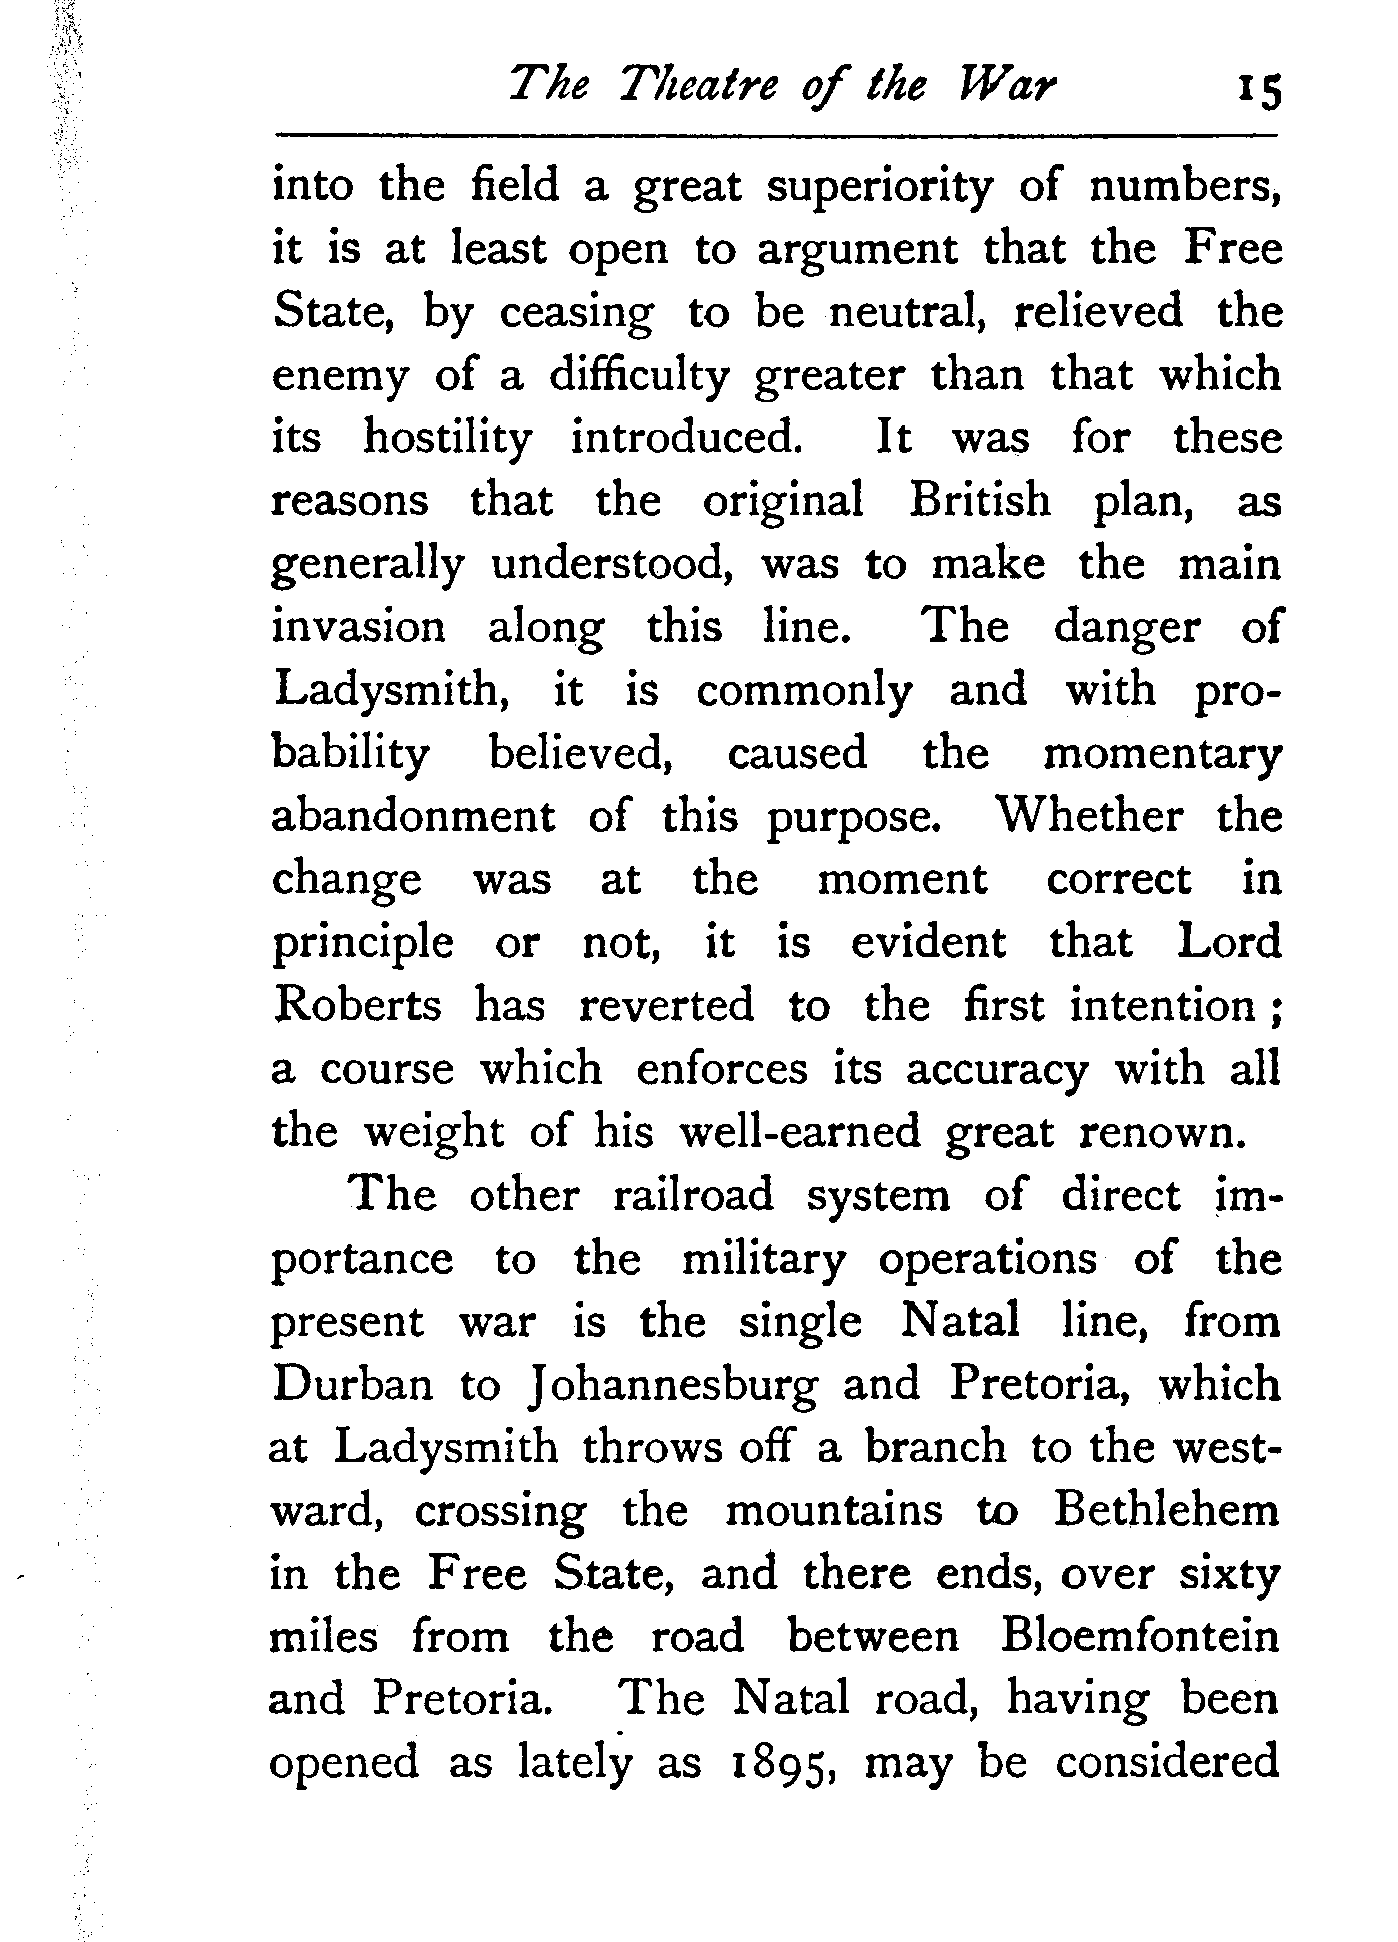 The Theatre of the War 15
into the field a great superiority of numbers,
it is at least open to argument that the Free
State, by ceasing to be neutral, relieved the
enemy of a difficulty greater than that which
its hostility introduced. It was for these
reasons that the original British plan, as
generally understood, was to make the main
invasion along this line. The danger of
Ladysmith, it is commonly and with pro-
bability believed, caused the momentary
abandonment of this purpose. Whether the
change was at the moment correct in
principle or not, it is evident that Lord
Roberts has reverted to the first intention ;
a course which enforces its accuracy with all
the weight of his well-earned great renown.
The other railroad system of direct im-
portance to the military operations of the
present war is the single Natal line, from
Durban to Johannesburg and Pretoria, which
at Ladysmith throws off a branch to the west-
ward, crossing the mountains to Bethlehem
in the Free State, and there ends, over sixty
miles from the road between Bloemfontein
and Pretoria. The Natal road, having been
opened as lately as 1895, may be considered